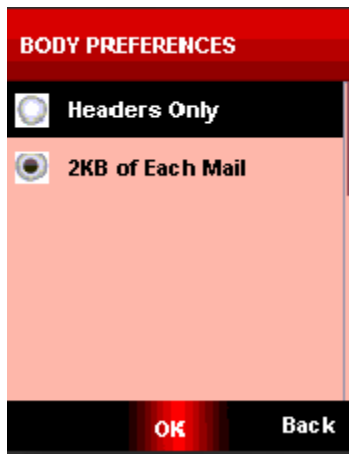 BODY PREFERENCES
Headers Only
2KB of Each Mail
OK Back